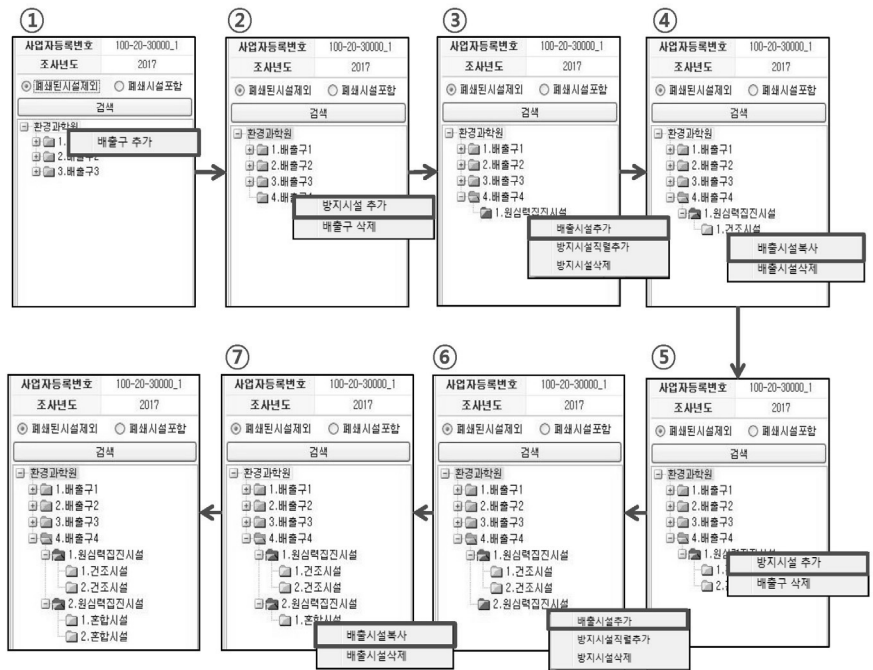 ①
사업자등록번호 100-20-30000_1
조사년도 2017
폐쇄된시설제외 폐쇄시설포함
검색
환경과학원
1.
배출구 추가
2.배출구2
3.배출구3
②
사업자등록번호 100-20-30000_1
조사년도 2017
폐쇄된시설제외 폐쇄시설포함
검색
환경과학원
1.배출구1
2.배출구2
3.배출구3
4.배출구4
방지시설 추가
배출구 삭제
③
사업자등록번호 100-20-30000_1
조사년도 2017
폐쇄된시설제외 폐쇄시설포함
검색
환경과학원
1.배출구1
2.배출구2
3.배출구3
4.배출구4
1.원심력집진시설
배출시설추가
방지시설직렬추가
방지시설삭제
④
사업자등록번호 100-20-30000_1
조사년도 2017
폐쇄된시설제외 폐쇄시설포함
검색
환경과학원
1.배출구1
2.배출구2
3.배출구3
4.배출구4
1.원심력집진시설
1.건조시설
배출시설복사
배출시설삭제
⑦
사업자등록번호 100-20-30000_1
조사년도 2017
폐쇄된시설제외 폐쇄시설포함
검색
환경과학원
1.배출구1
2.배출구2
3.배출구3
4.배출구4
1.원심력집진시설
1.건조시설
2.건조시설
2.원심력집진시설
1.혼합시설
2.혼합시설
사업자등록번호 100-20-30000_1
조사년도 2017
폐쇄된시설제외 폐쇄시설포함
검색
환경과학원
1.배출구1
2.배출구2
3.배출구3
4.배출구4
1.원심력집진시설
1.건조시설
2.건조시설
2.원심력집진시설
1.혼합시설
배출시설복사
배출시설삭제
⑥
사업자등록번호 100-20-30000_1
조사년도 2017
폐쇄된시설제외 폐쇄시설포함
검색
환경과학원
1.배출구1
2.배출구2
3.배출구3
4.배출구4
1.원심력집진시설
1.건조시설
2.건조시설
2.원심력집진시설
배출시설추가
방지시설직렬추가
방지시설삭제
⑤
사업자등록번호 100-20-30000_1
조사년도 2017
폐쇄된시설제외 폐쇄시설포함
검색
환경과학원
1.배출구1
2.배출구2
3.배출구3
4.배출구4
1.원심
방지시설 추가
1.
배출구 삭제
2.